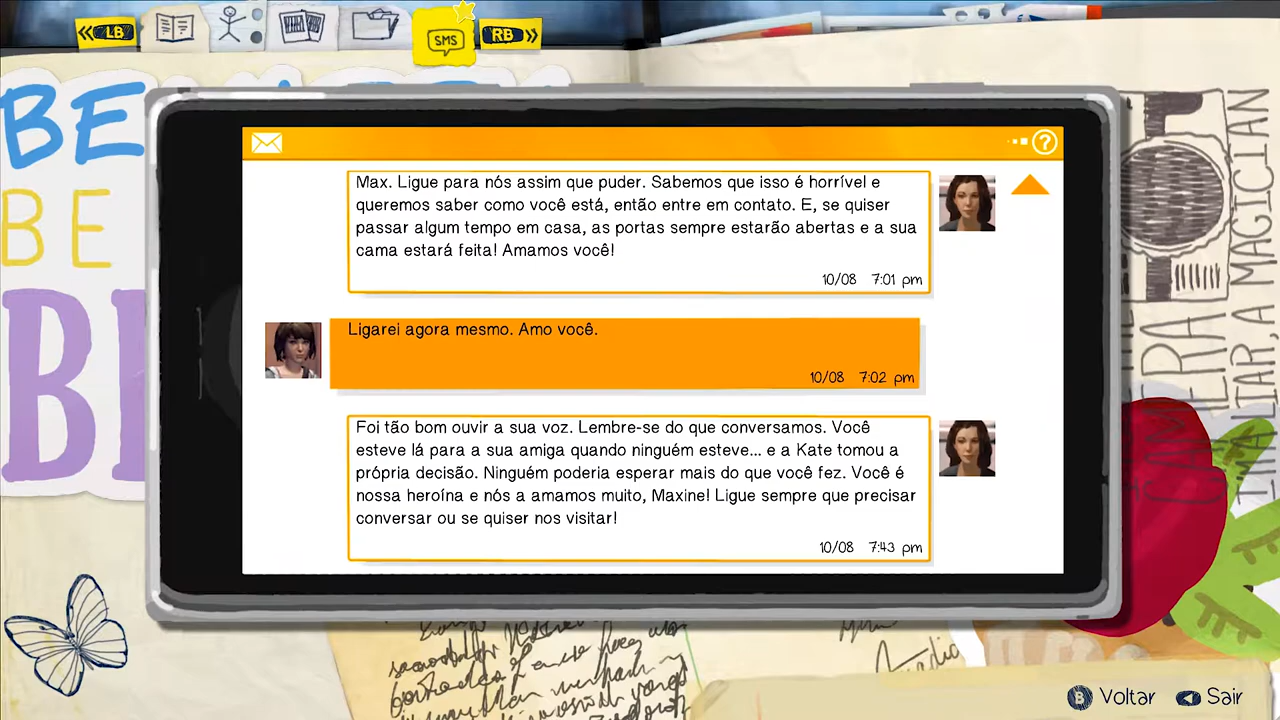 LB
SMS
RB
BE
BE
Max. Ligue para nós assim que puder. Sabemos que isso é horrível e
queremos saber como você está, então entre em contato. E, se quiser
passar algum tempo em casa, as portas sempre estarão abertas e a sua
cama estará feita! Amamos você!
10/08 7:01 pm
Ligarei agora mesmo. Amo você.
10/08 7:02 pm
Foi tão bom ouvir a sua voz. Lembre-se do que conversamos. Você
esteve lá para a sua amiga quando ninguém esteve... e a Kate tomou a
própria decisão. Ninguém poderia esperar mais do que você fez. Você é
nossa heroína e nós a amamos muito, Maxine! Ligue sempre que precisar
conversar ou se quiser nos visitar!
10/08 7:43 pm
B Voltar
Sair